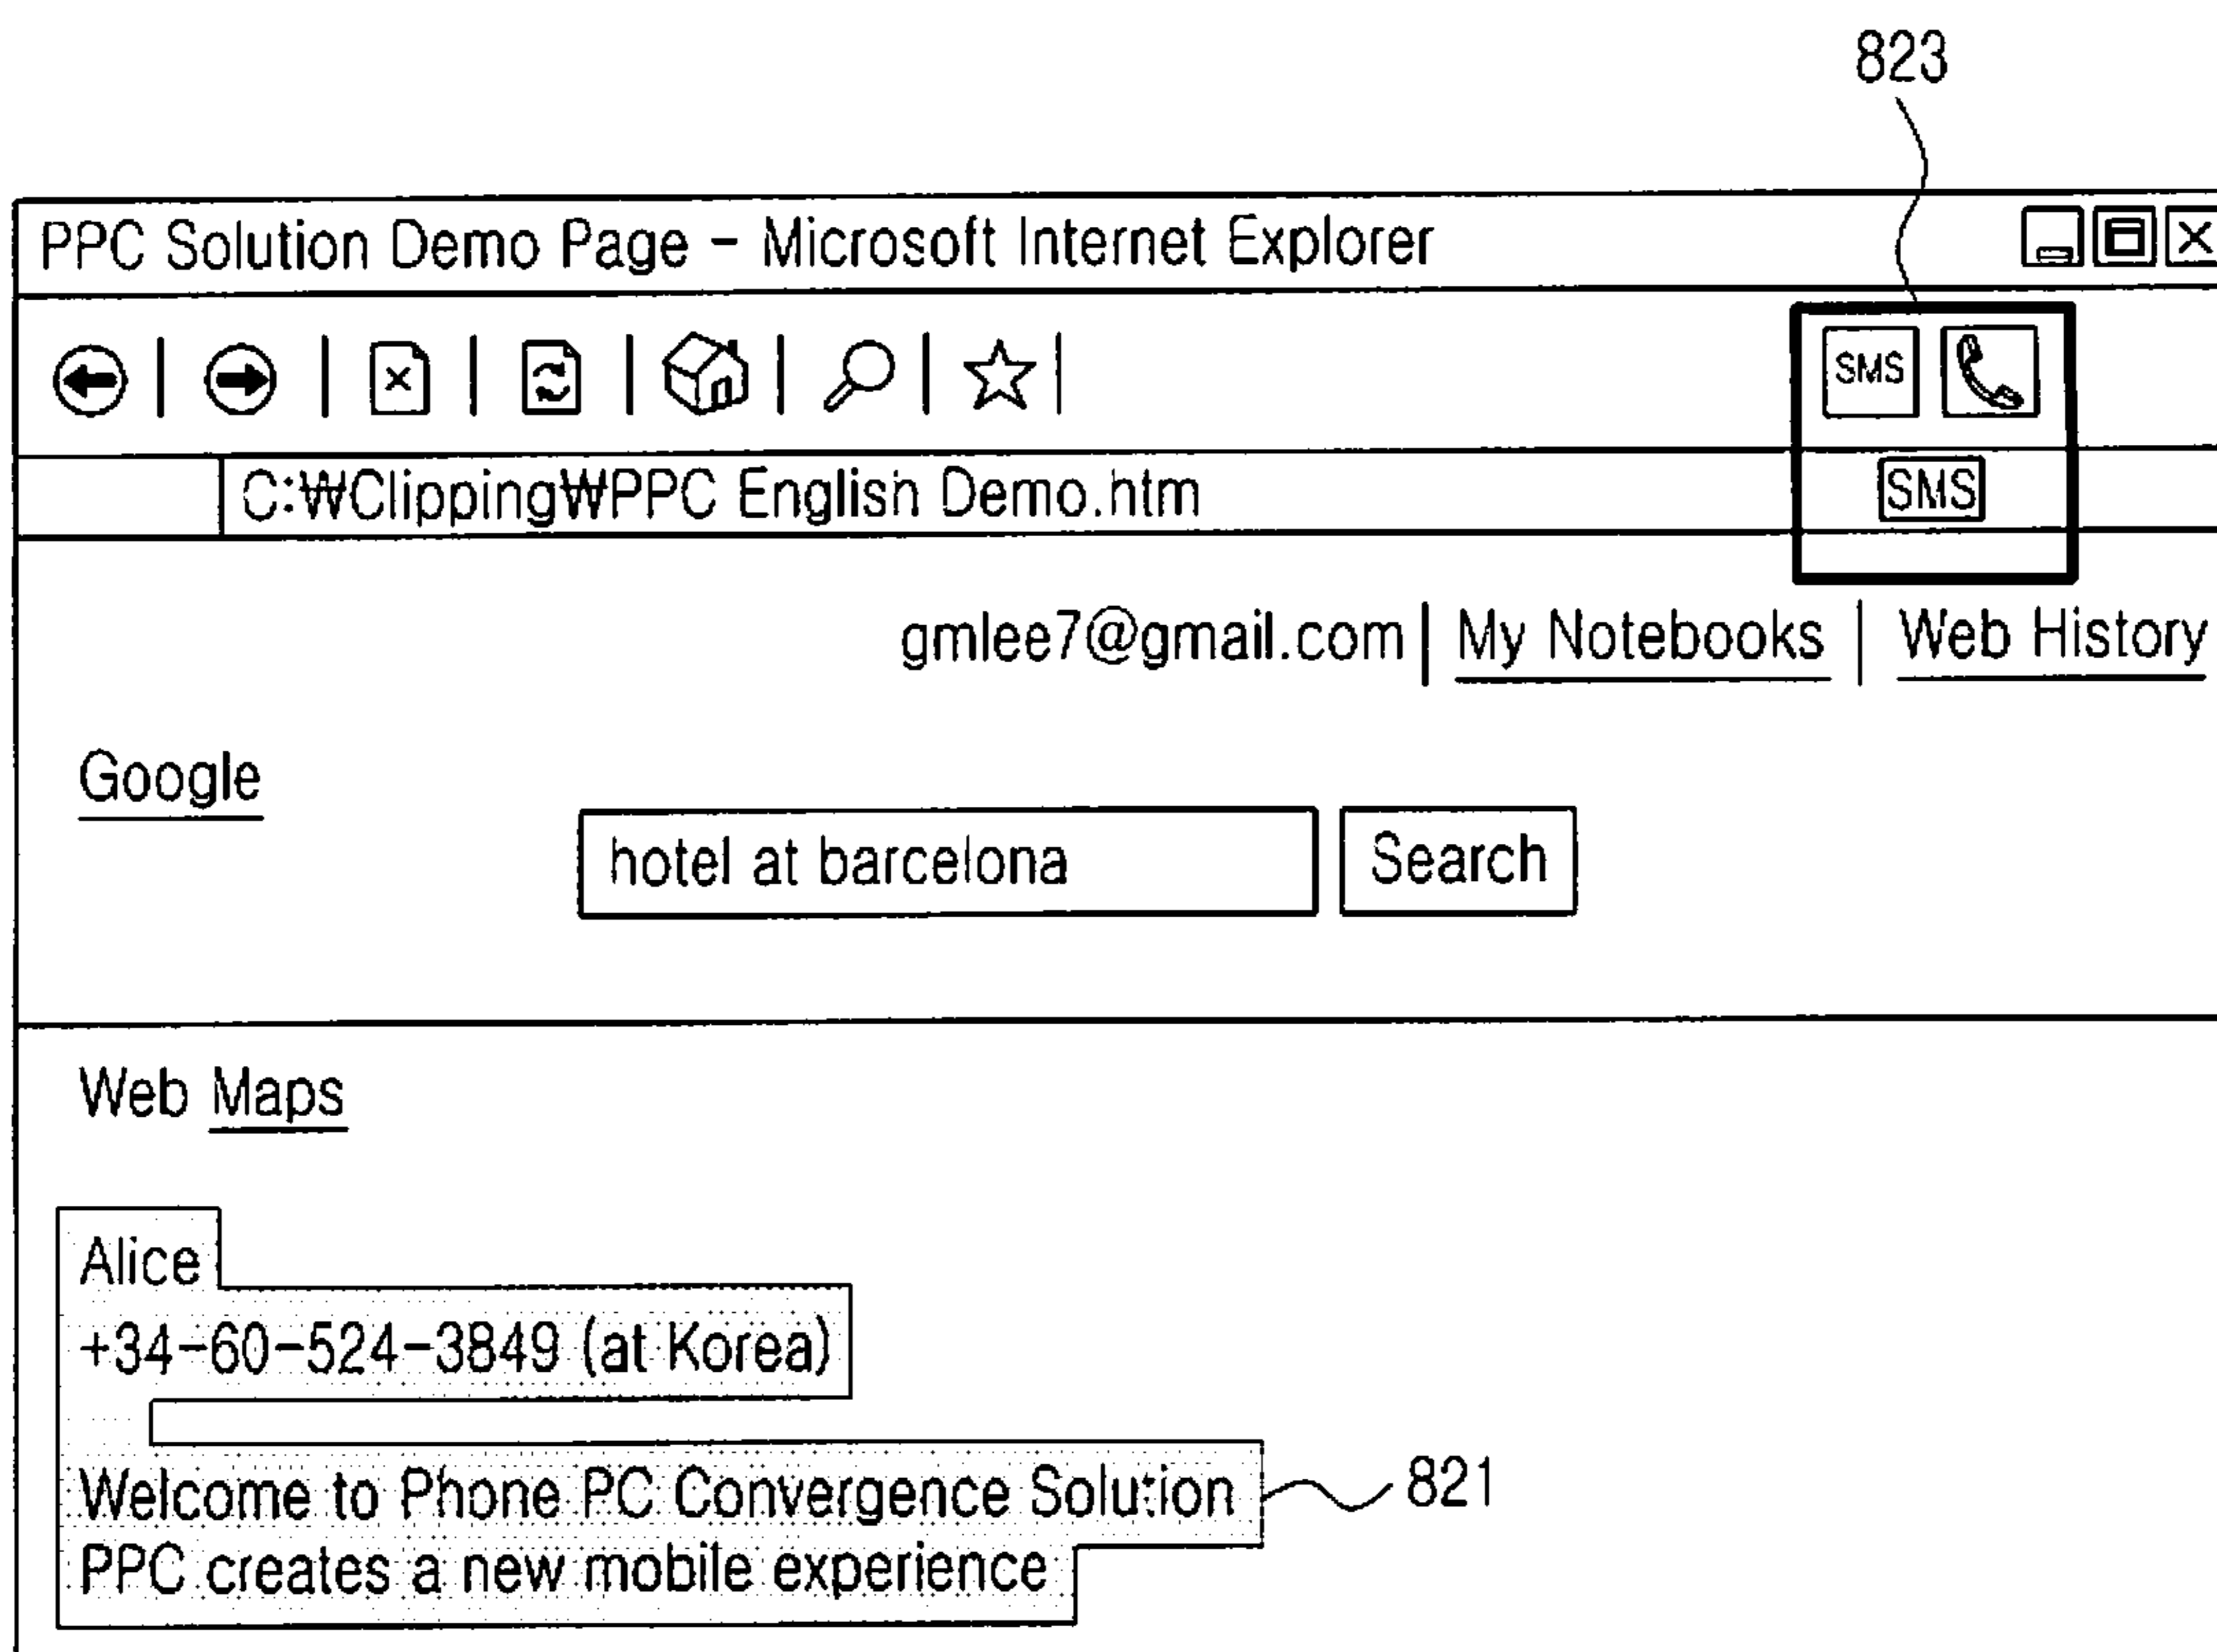 823
PPC Solution Demo Page - Microsoft Internet Explorer
SMS
C:₩Clipping₩PPC English Demo.htm
SMS
gmlee7@gmail.com | My Notebooks | Web History
Google
hotel at barcelona
Search
Web Maps
Alice
+34-60-524-3849 (at Korea)
Welcome to Phone PC Convergence Solution
821
PPC creates a new mobile experience